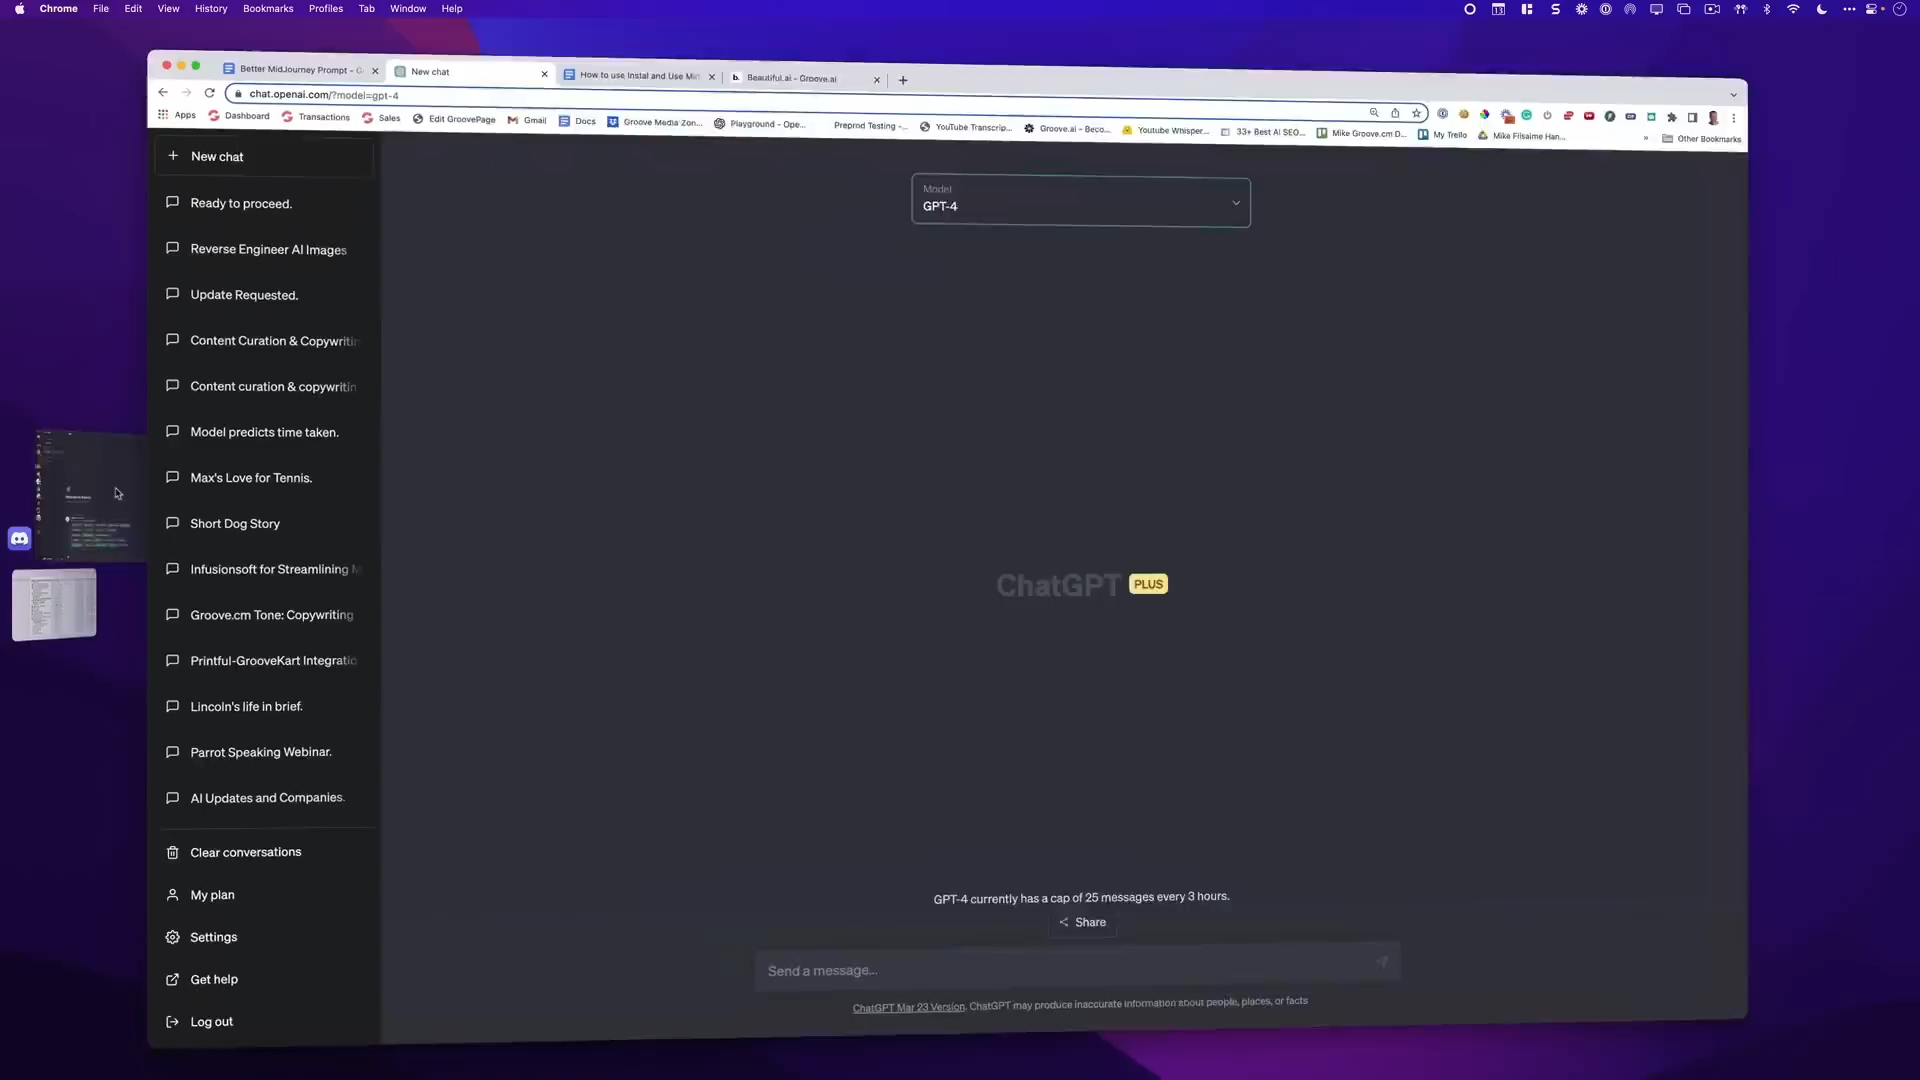 Chrome File Edit View History Bookmarks Profiles Tab Window Help
13
Better MidJourney Prompt - G
New chat
How to use Instal and Use Mi
Beautiful.ai - Groove.ai
chat.openai.com/?model=gpt-4
Apps Dashboard Transactions Sales Edit GroovePage Gmail Docs Groove Media Zon... Playground - Ope... Preprod Testing -... YouTube Transcrip... Groove.ai - Beco... Youtube Whisper... 33+ Best AI SEO... Mike Groove.cm D... My Trello Mike Filsaime Han... » Other Bookmarks
+ New chat
Ready to proceed.
Reverse Engineer AI Images
Update Requested.
Content Curation & Copywritin
Content curation & copywritin
Model predicts time taken.
Max's Love for Tennis.
Short Dog Story
Infusionsoft for Streamlining M
Groove.cm Tone: Copywriting
Printful-GrooveKart Integratio
Lincoln's life in brief.
Parrot Speaking Webinar.
AI Updates and Companies.
Clear conversations
My plan
Settings
Get help
Log out
Model
GPT-4
ChatGPT PLUS
GPT-4 currently has a cap of 25 messages every 3 hours.
Share
Send a message...
ChatGPT Mar 23 Version. ChatGPT may produce inaccurate information about people, places, or facts